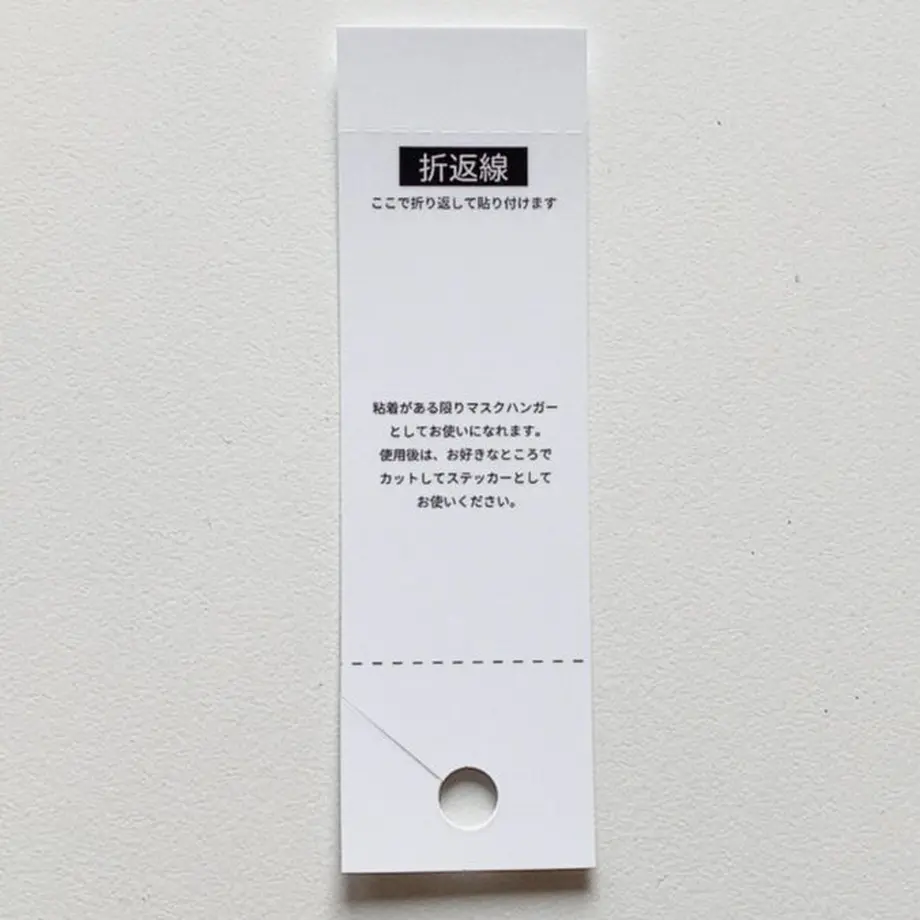 折返線
ここで折り返して貼り付けます
粘着がある限りマスクハンガー
としてお使いになれます。
使用後は、お好きなところで
カットしてステッカーとして
お使いください。